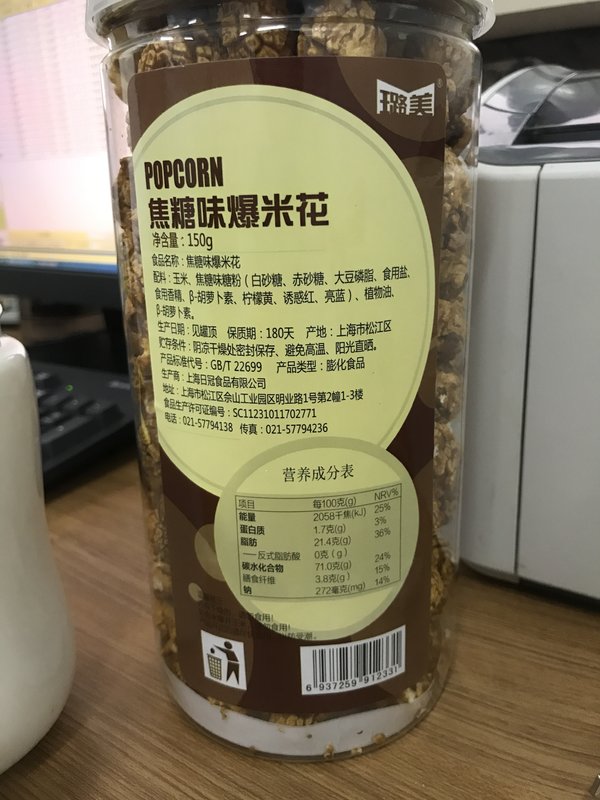 璐美
POPCORN
焦糖味爆米花
净含量：150g
食品名称：焦糖味爆米花
配料：玉米、焦糖味糖粉（白砂糖、赤砂糖、大豆磷脂、食用盐、
食用香精、β-胡萝卜素、柠檬黄、诱惑红、亮蓝）、植物油、
β-胡萝卜素。
生产日期：见罐顶 保质期：180天 产地：上海市松江区
贮存条件：阴凉干燥处密封保存、避免高温、阳光直晒。
产品标准代号：GB/T 22699 产品类型：膨化食品
生产商：上海日冠食品有限公司
地址：上海市松江区佘山工业园区明业路1号第2幢1-3楼
食品生产许可证编号：SC11231011702771
电话：021-57794138 传真：021-57794236
营养成分表
项目 每100克(g) NRV%
能量 2058千焦(kJ) 25%
蛋白质 1.7克(g) 3%
脂肪 21.4克(g) 36%
——反式脂肪酸 0克（g）
碳水化合物 71.0克(g) 24%
膳食纤维 3.8克(g) 15%
钠 272毫克(mg) 14%
6 937259 912331